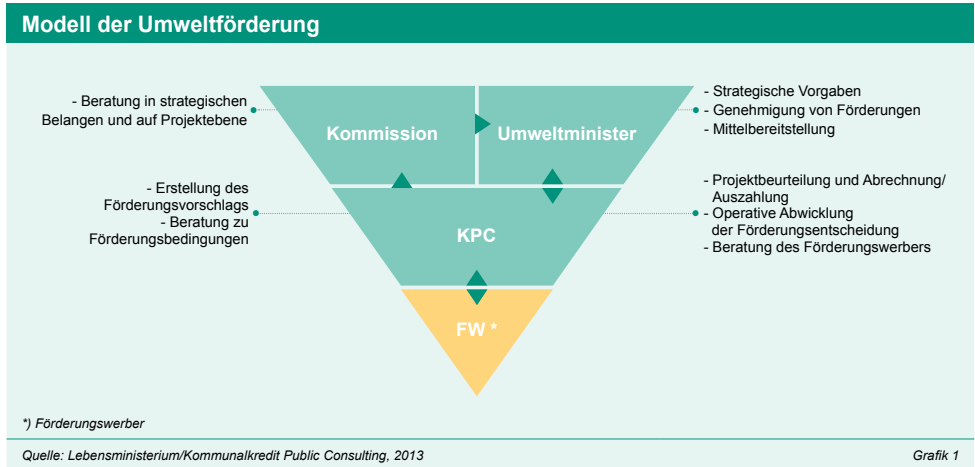 Modell der Umweltförderung
- Beratung in strategischen
Belangen und auf Projektebene
Kommission
Umweltminister
- Strategische Vorgaben
- Genehmigung von Förderungen
- Mittelbereitstellung
- Erstellung des
Förderungsvorschlags
- Beratung zu
Förderungsbedingungen
KPC
- Projektbeurteilung und Abrechnung/
Auszahlung
- Operative Abwicklung
der Förderungsentscheidung
- Beratung des Förderungswerbers
FW *
*) Förderungswerber
Quelle: Lebensministerium/Kommunalkredit Public Consulting, 2013
Grafik 1